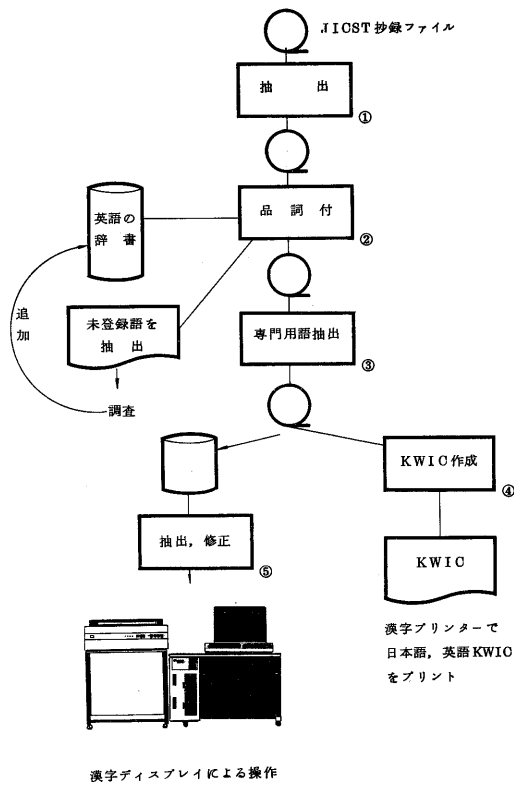 JICST抄録ファイル
抽出
①
品詞付
②
英語の
辞書
追
加
未登録語を
抽出
調査
専門用語抽出
③
KWIC作成
④
抽出,修正
⑤
KWIC
漢字プリンターで
日本語,英語KWIC
をプリント
漢字ディスプレイによる操作